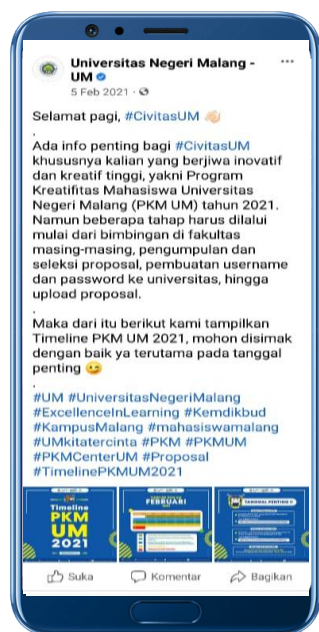 Universitas Negeri Malang -
UM
5 Feb 2021 ·
Selamat pagi, #CivitasUM
.
Ada info penting bagi #CivitasUM
khususnya kalian yang berjiwa inovatif
dan kreatif tinggi, yakni Program
Kreatifitas Mahasiswa Universitas
Negeri Malang (PKM UM) tahun 2021.
Namun beberapa tahap harus dilalui
mulai dari bimbingan di fakultas
masing-masing, pengumpulan dan
seleksi proposal, pembuatan username
dan password ke universitas, hingga
upload proposal.
.
Maka dari itu berikut kami tampilkan
Timeline PKM UM 2021, mohon disimak
dengan baik ya terutama pada tanggal
penting 😉
.
#UM #UniversitasNegeriMalang
#ExcellenceInLearning #Kemdikbud
#KampusMalang #mahasiswamalang
#UMkitatercinta #PKM #PKMUM
#PKMCenterUM #Proposal
#TimelinePKMUM2021
Timeline
PKM
UM
2021
FEBRUARI
TANGGAL PENTING !!
Suka
Komentar
Bagikan